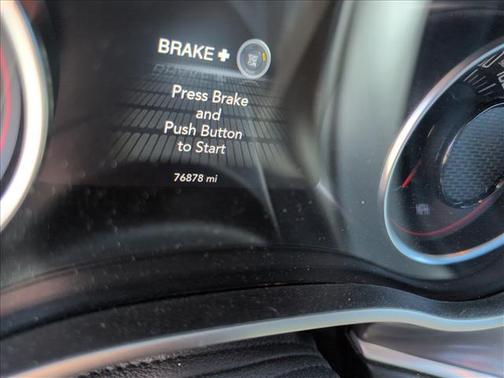 BRAKE +
Press Brake
and
Push Button
to Start
76878 mi